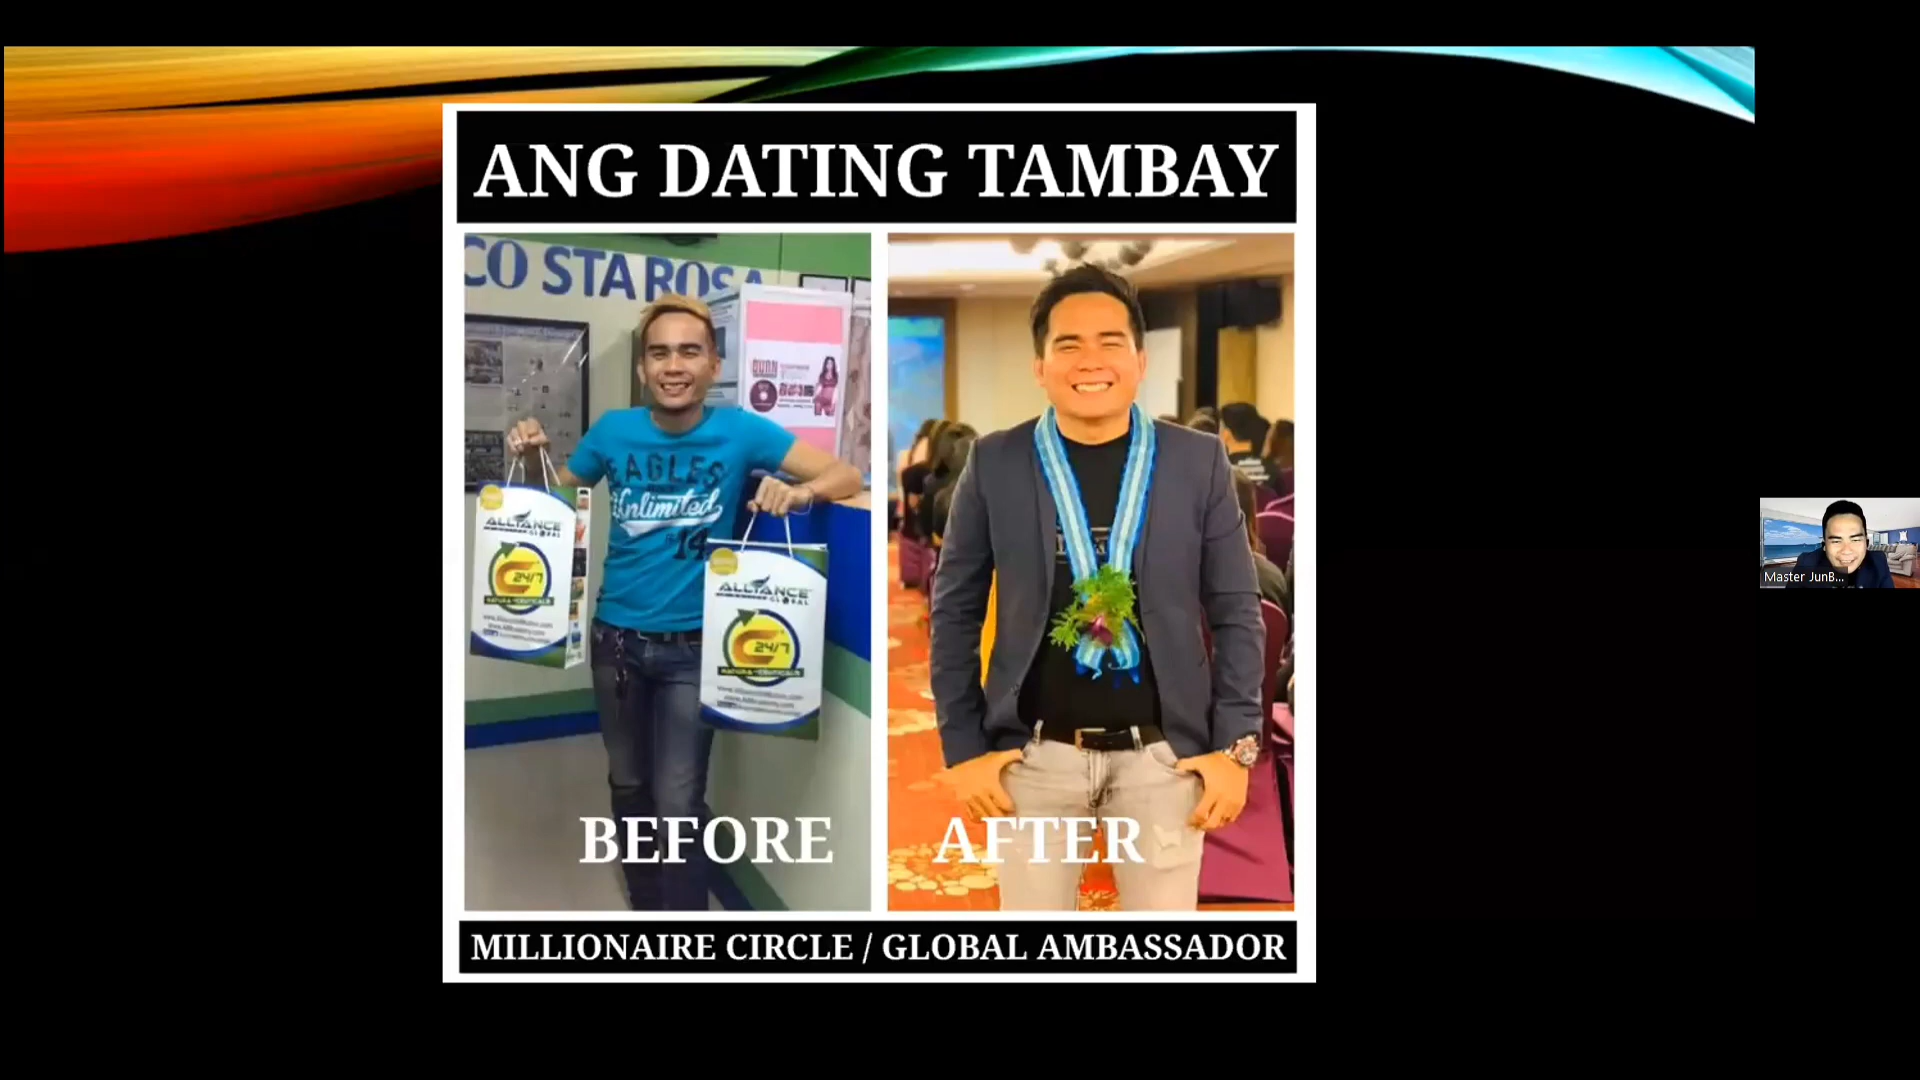 ANG DATING TAMBAY
CO STA ROSA
EAGLES
Unlimited
14
ALLIANCE
GLOBAL
24/7
ALLIANCE
GLOBAL
24/7
BEFORE
AFTER
MILLIONAIRE CIRCLE / GLOBAL AMBASSADOR
Master JunB...